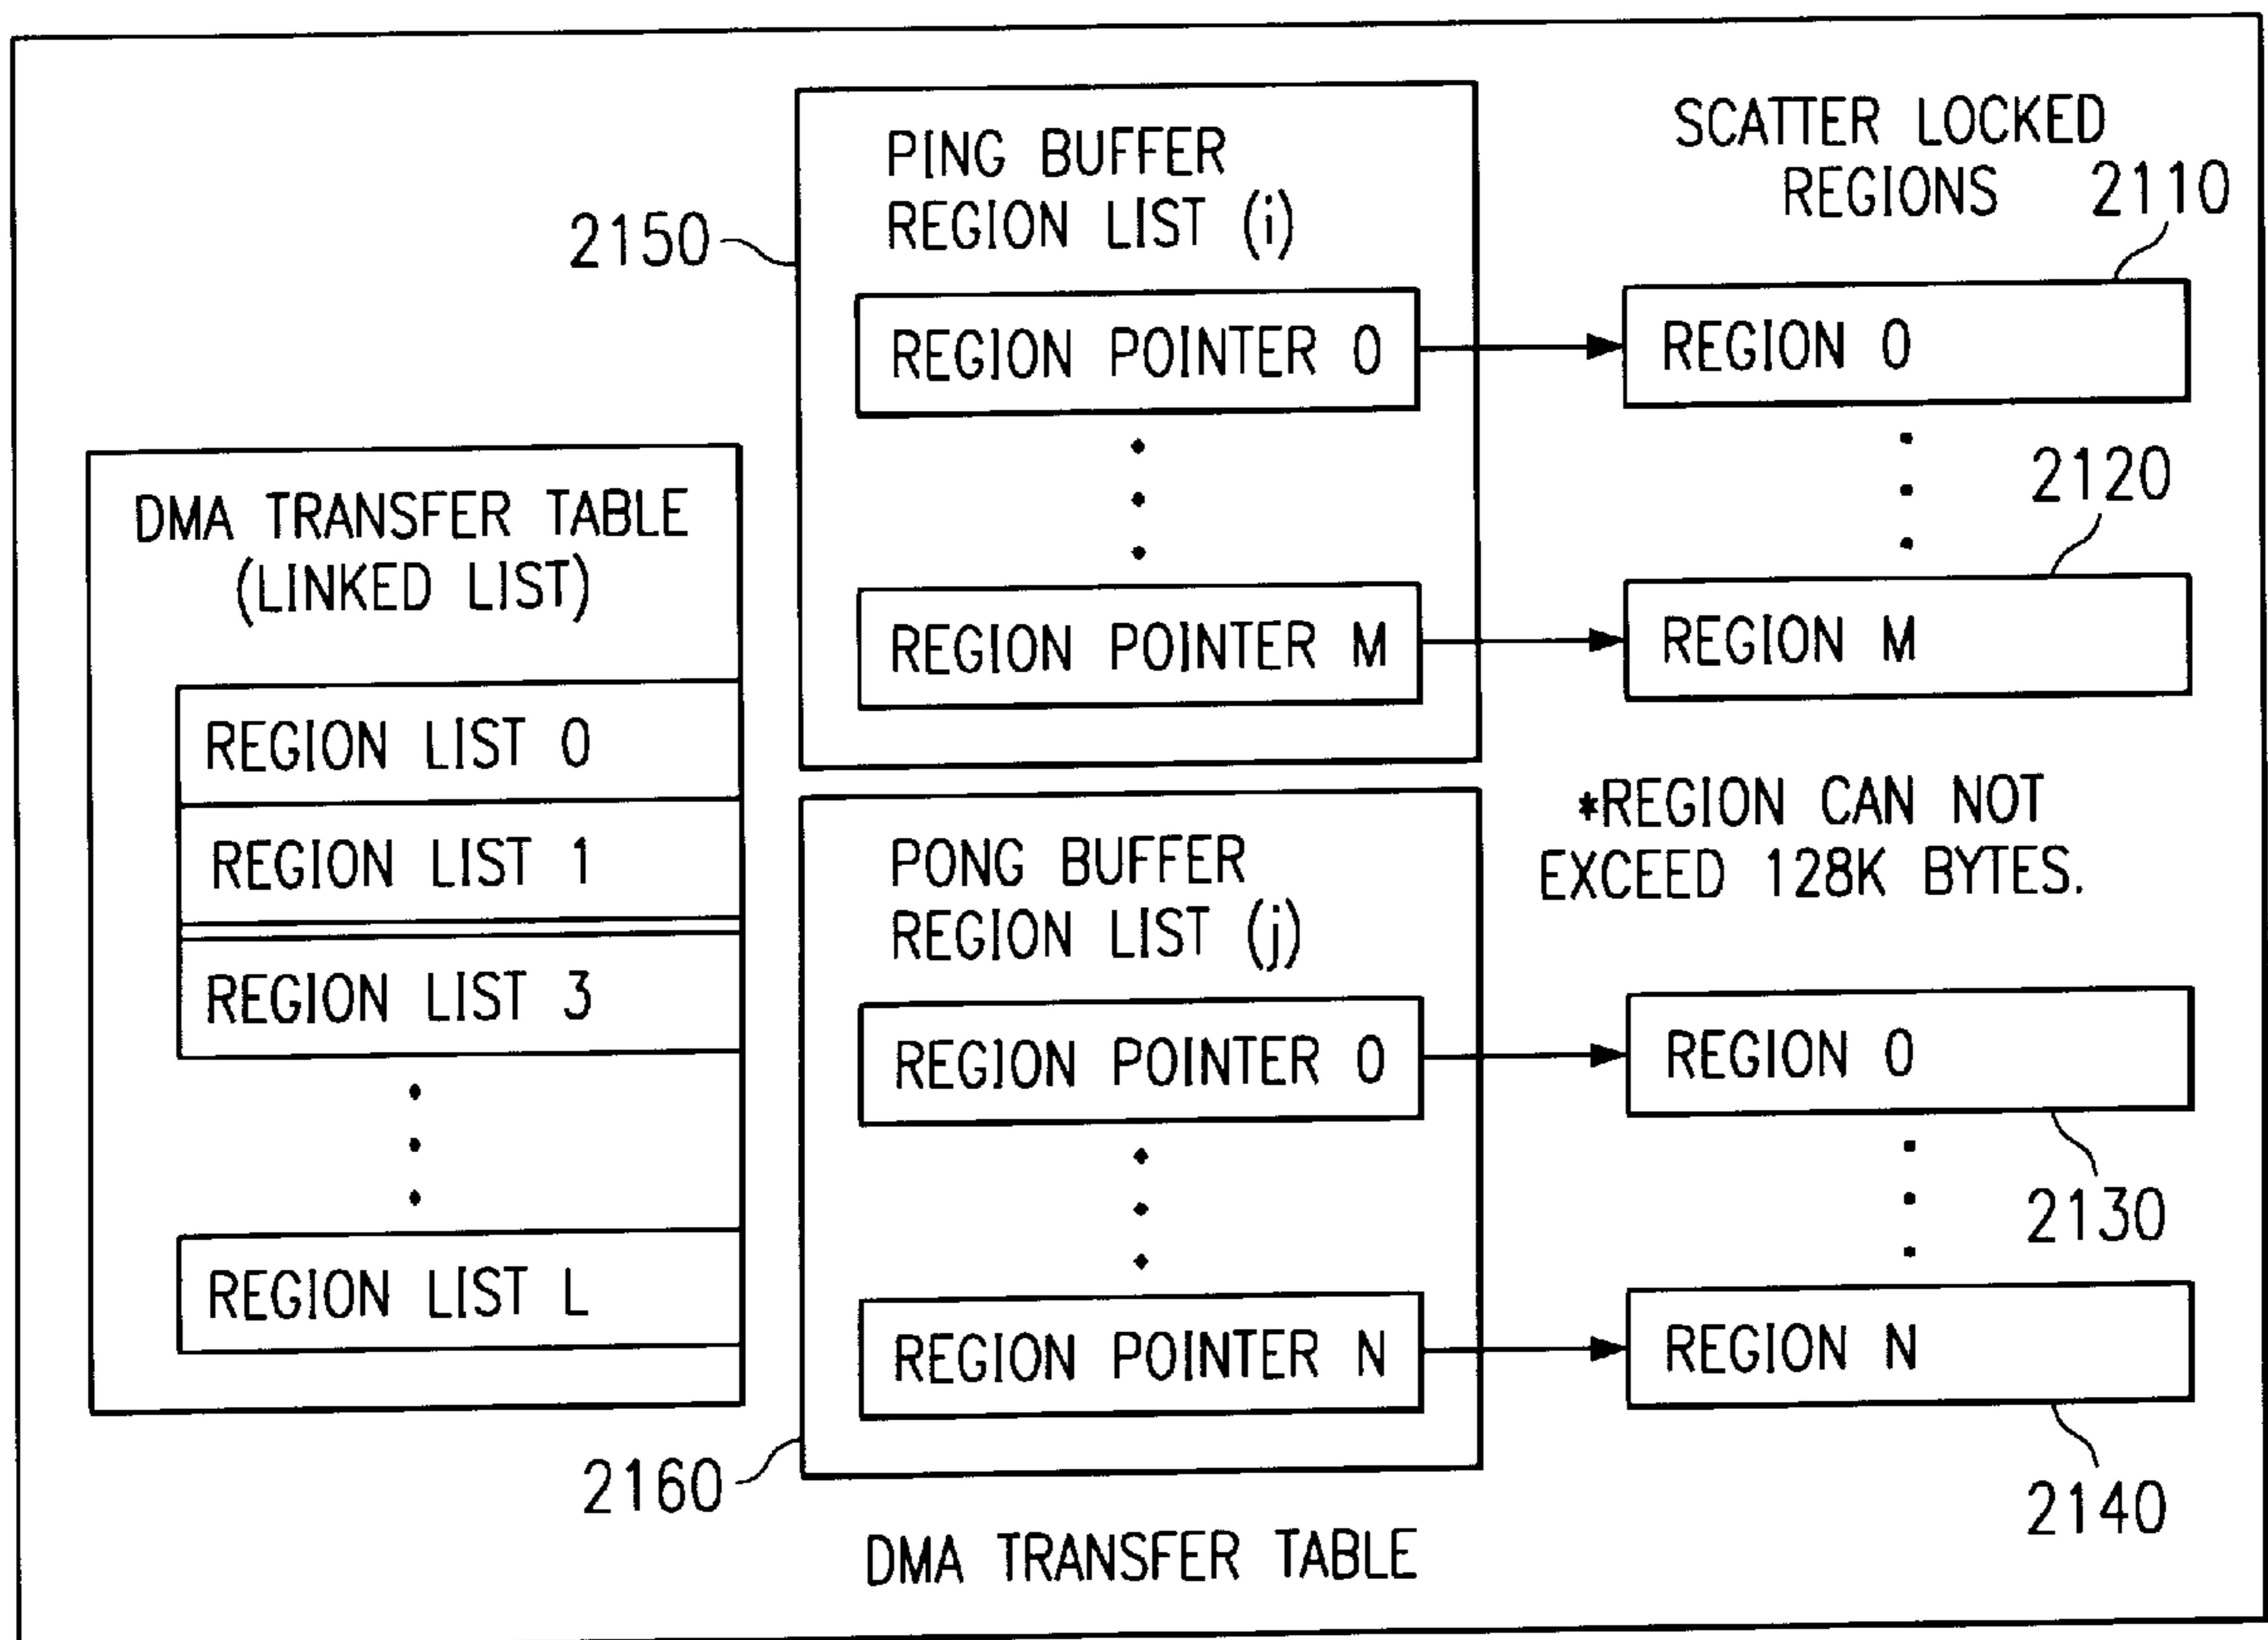 DMA TRANSFER TABLE
(LINKED LIST)
REGION LIST 0
REGION LIST 1
REGION LIST 3
REGION LIST L
2150
PING BUFFER
REGION LIST (i)
REGION POINTER 0
REGION POINTER M
SCATTER LOCKED
REGIONS
2110
REGION 0
2120
REGION M
*REGION CAN NOT
EXCEED 128K BYTES.
PONG BUFFER
REGION LIST (j)
REGION POINTER 0
REGION POINTER N
2160
REGION 0
2130
REGION N
2140
DMA TRANSFER TABLE